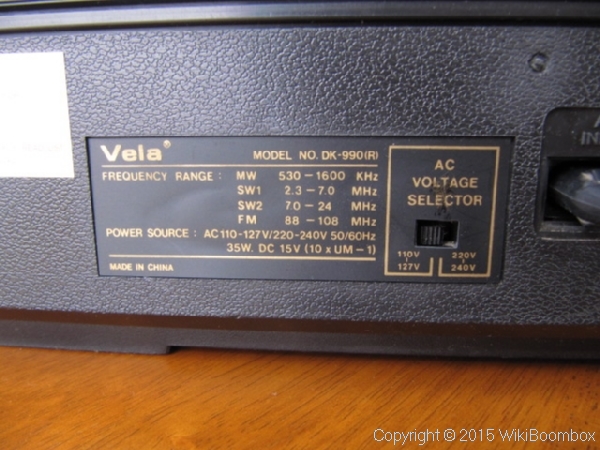 Vela®
MODEL NO. DK-990(R)
FREQUENCY RANGE : MW 530-1600 KHz
SW1 2.3-7.0 MHz
SW2 7.0-24 MHz
FM 88-108 MHz
POWER SOURCE : AC110-127V/220-240V 50/60Hz
35W. DC 15V (10 x UM-1)
MADE IN CHINA
AC
VOLTAGE
SELECTOR
110V 220V
127V 240V
Copyright © 2015 WikiBoombox